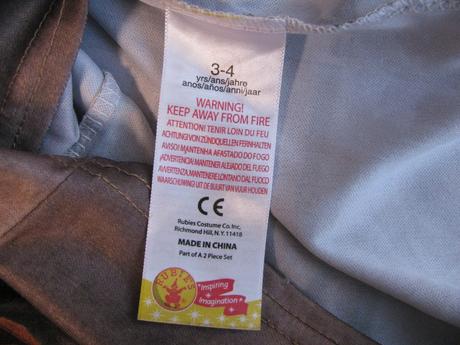 3-4
yrs/ans/jahre
anos/años/anni/jaar
WARNING!
KEEP AWAY FROM FIRE
ATTENTION! TENIR LOIN DU FEU
ACHTUNG! VON ZÜNDQUELLEN FERNHALTEN
AVISO! MANTENHA AFASTADO DO FOGO
¡ADVERTENCIA! MANTENER ALEJADO DEL FUEGO
AVVERTENZA. MANTENERE LONTANO DAL FUOCO
WAARSCHUWING! UIT DE BUURT VAN VUUR HOUDEN
CE
Rubies Costume Co. Inc,
Richmond Hill, N.Y. 11418
MADE IN CHINA
Part of A 2 Piece Set
RUBIE'S
"Inspiring
Imagination"